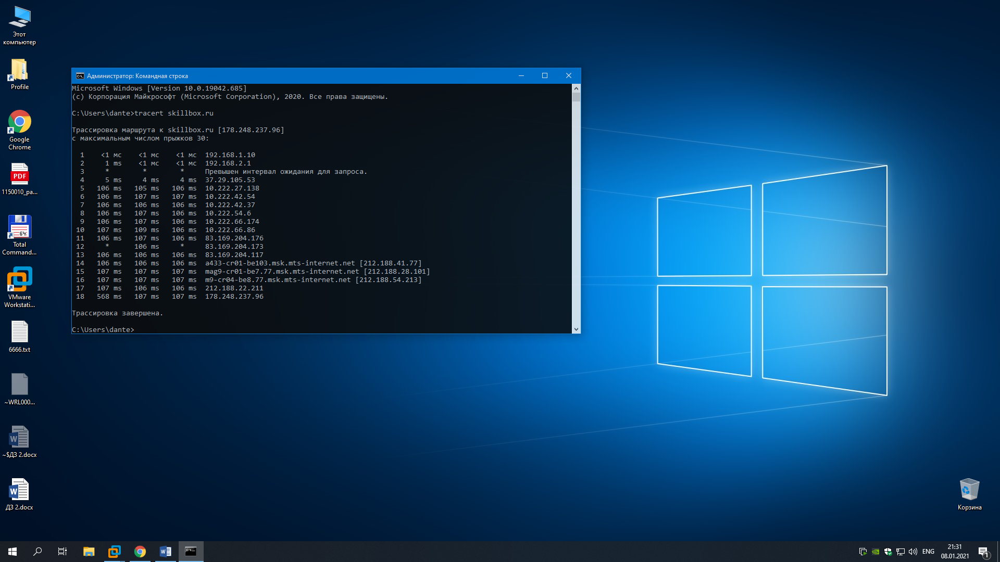 Этот
компьютер
Profile
Google
Chrome
PDF
1150010_pa...
64:
Total
Command...
VMware
Workstati...
6666.txt
~WRL000...
W
~$ДЗ 2.docx
W
ДЗ 2.docx
Администратор: Командная строка
Microsoft Windows [Version 10.0.19042.685]
(c) Корпорация Майкрософт (Microsoft Corporation), 2020. Все права защищены.
C:\Users\dante>tracert skillbox.ru
Трассировка маршрута к skillbox.ru [178.248.237.96]
с максимальным числом прыжков 30:
1 <1 мс <1 мс <1 мс 192.168.1.10
2 1 ms <1 мс <1 мс 192.168.2.1
3 * * * Превышен интервал ожидания для запроса.
4 5 ms 4 ms 4 ms 37.29.105.53
5 106 ms 105 ms 106 ms 10.222.27.138
6 106 ms 107 ms 107 ms 10.222.42.54
7 106 ms 106 ms 106 ms 10.222.42.37
8 106 ms 107 ms 106 ms 10.222.54.6
9 106 ms 107 ms 106 ms 10.222.66.174
10 107 ms 109 ms 106 ms 10.222.66.86
11 106 ms 107 ms 106 ms 83.169.204.176
12 * 106 ms * 83.169.204.173
13 106 ms 106 ms 106 ms 83.169.204.117
14 106 ms 106 ms 106 ms a433-cr01-be103.msk.mts-internet.net [212.188.41.77]
15 107 ms 107 ms 107 ms mag9-cr01-be7.77.msk.mts-internet.net [212.188.28.101]
16 107 ms 107 ms 107 ms m9-cr04-be8.77.msk.mts-internet.net [212.188.54.213]
17 107 ms 106 ms 106 ms 212.188.22.211
18 568 ms 107 ms 107 ms 178.248.237.96
Трассировка завершена.
C:\Users\dante>
Корзина
W
ENG
21:31
08.01.2021
1